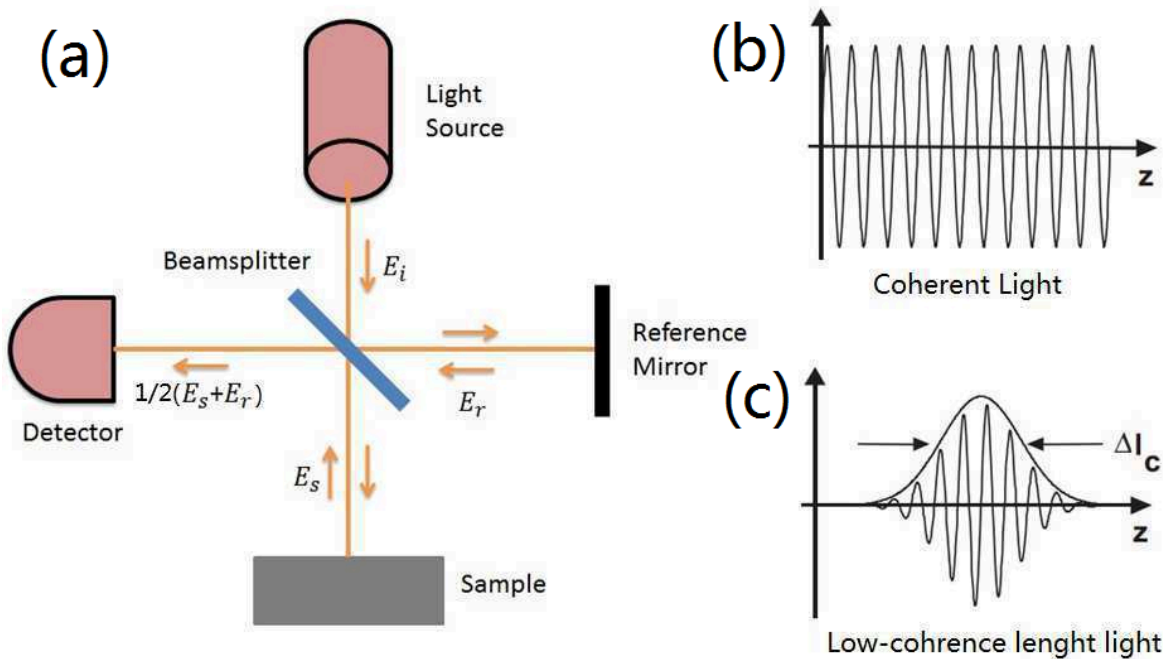 (a)
Light
Source
Beamsplitter
E_i
Reference
Mirror
E_r
1/2(E_s+E_r)
Detector
E_s
Sample
(b)
z
Coherent Light
(c)
Δl_c
z
Low-cohrence lenght light